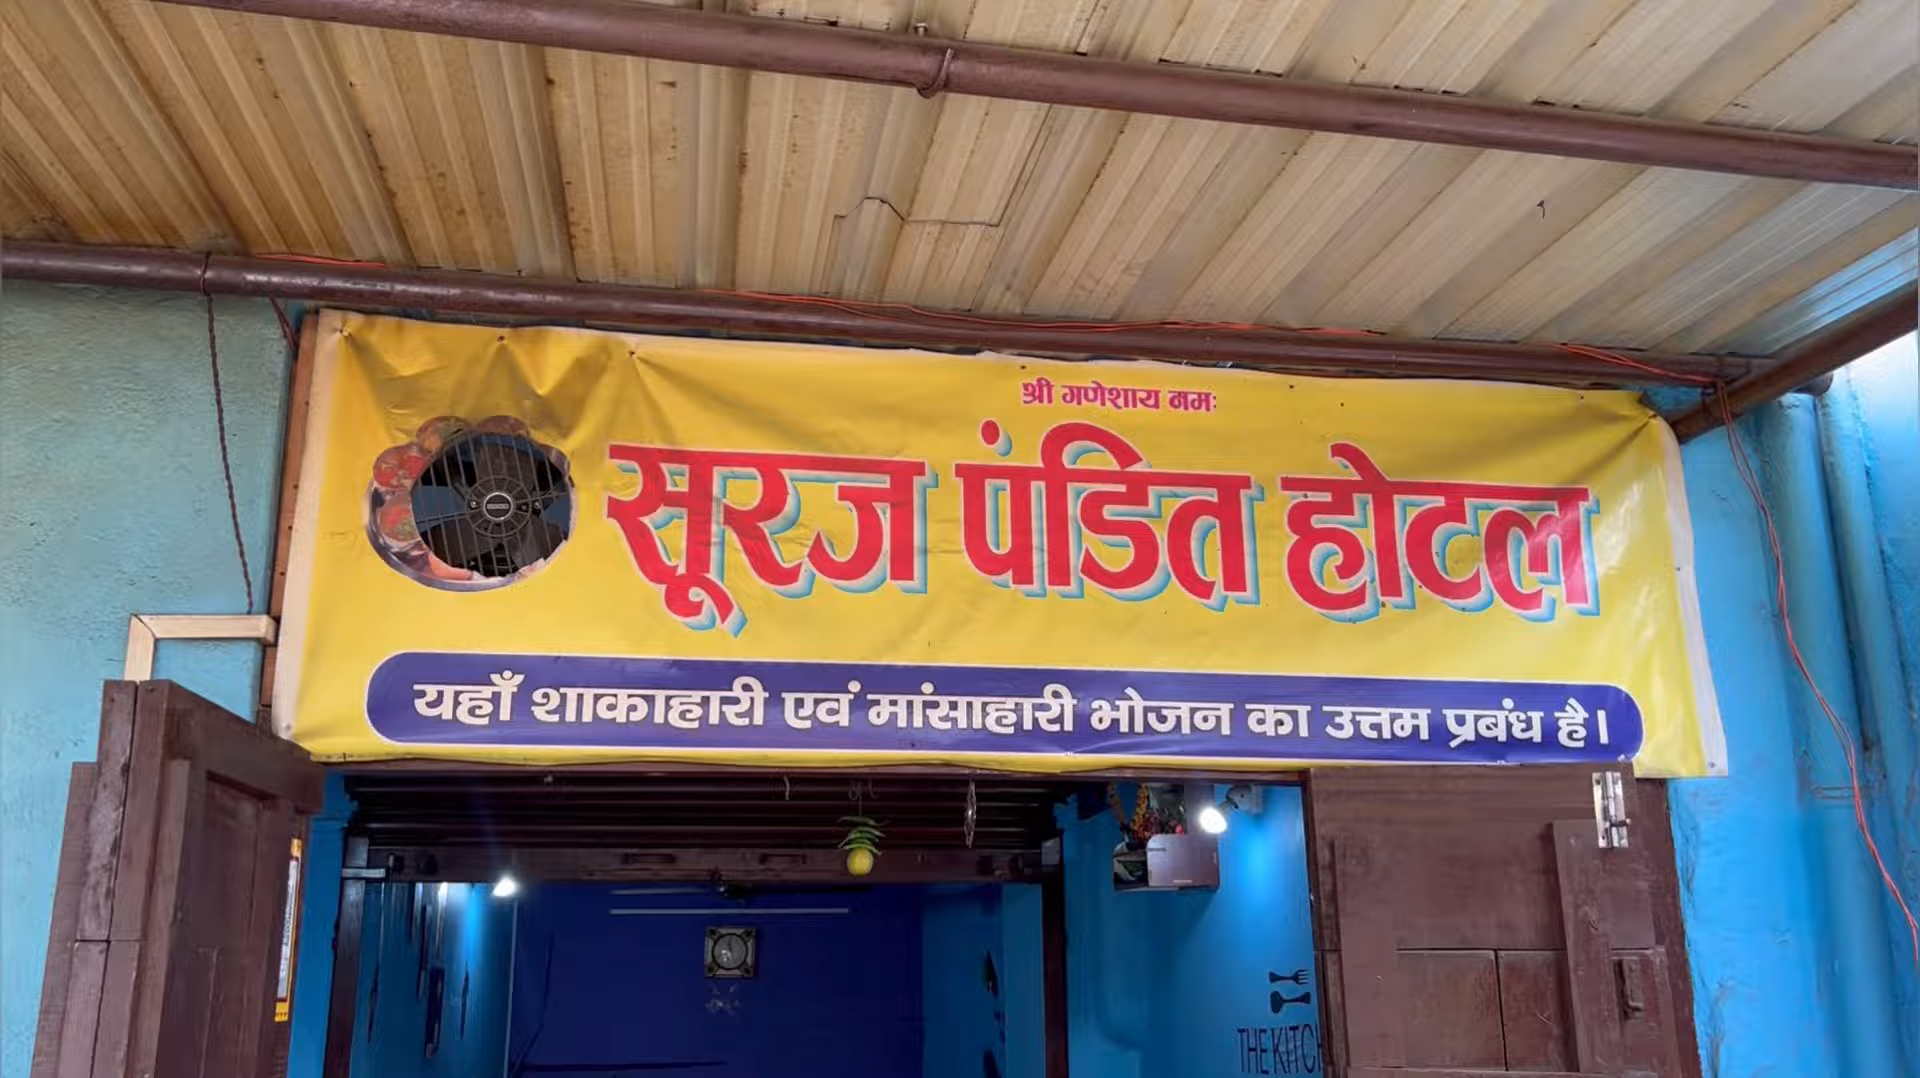 श्री गणेशाय नमः
सूरज पंडित होटल
यहाँ शाकाहारी एवं मांसाहारी भोजन का उत्तम प्रबंध है।
THE KITCH